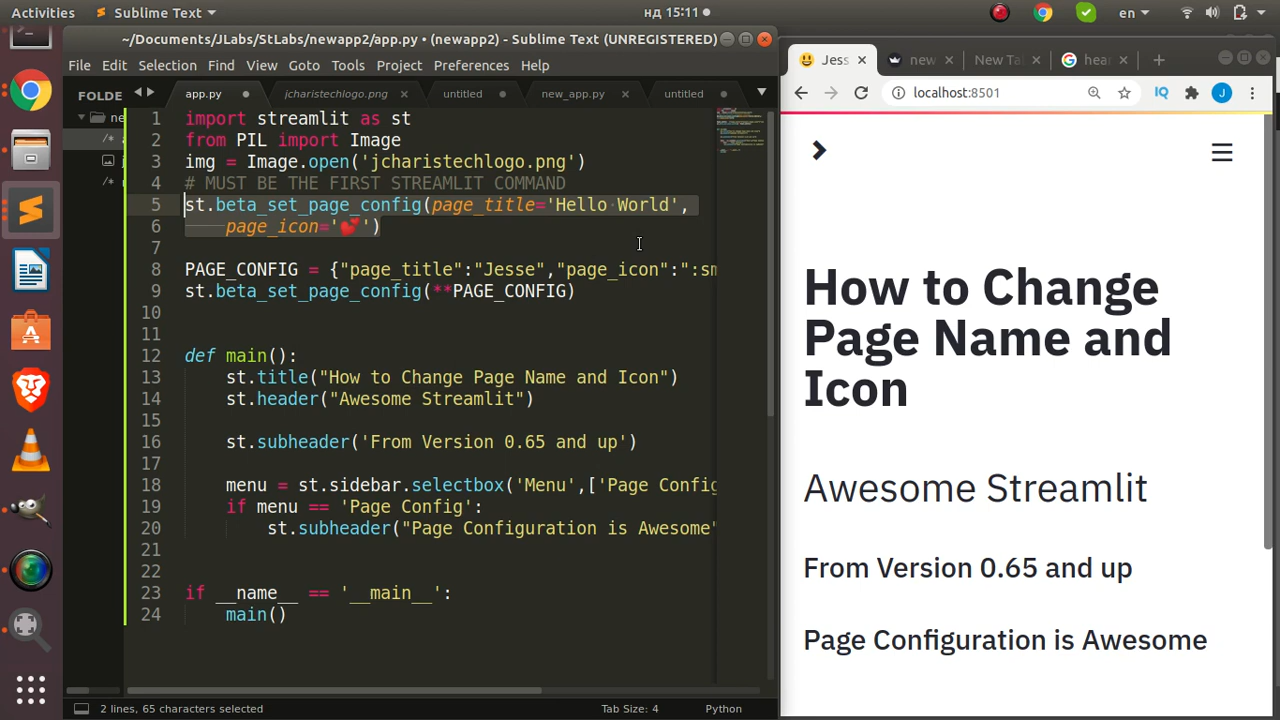 Activities
Sublime Text
нд 15:11
en
~/Documents/JLabs/StLabs/newapp2/app.py • (newapp2) - Sublime Text (UNREGISTERED)
File Edit Selection Find View Goto Tools Project Preferences Help
FOLDE
app.py
jcharistechlogo.png
untitled
new_app.py
untitled
1 import streamlit as st
2 from PIL import Image
3 img = Image.open('jcharistechlogo.png')
4 # MUST BE THE FIRST STREAMLIT COMMAND
5 st.beta_set_page_config(page_title='Hello World',
6 page_icon='💕')
7
8 PAGE_CONFIG = {"page_title":"Jesse","page_icon":":sm
9 st.beta_set_page_config(**PAGE_CONFIG)
10
11
12 def main():
13 st.title("How to Change Page Name and Icon")
14 st.header("Awesome Streamlit")
15
16 st.subheader('From Version 0.65 and up')
17
18 menu = st.sidebar.selectbox('Menu',['Page Config
19 if menu == 'Page Config':
20 st.subheader("Page Configuration is Awesome"
21
22
23 if __name__ == '__main__':
24 main()
2 lines, 65 characters selected
Tab Size: 4
Python
Jess
new
New Ta
hear
localhost:8501
IQ
J
How to Change
Page Name and
Icon
Awesome Streamlit
From Version 0.65 and up
Page Configuration is Awesome